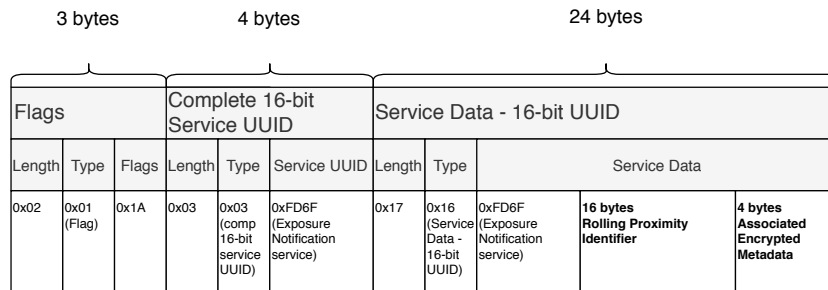 3 bytes
4 bytes
24 bytes
Flags
Complete 16-bit
Service UUID
Service Data - 16-bit UUID
Length
Type
Flags
Length
Type
Service UUID
Length
Type
Service Data
0x02
0x01
(Flag)
0x1A
0x03
0x03
(comp
16-bit
service
UUID)
0xFD6F
(Exposure
Notification
service)
0x17
0x16
(Service
Data -
16-bit
UUID)
0xFD6F
(Exposure
Notification
service)
16 bytes
Rolling Proximity
Identifier
4 bytes
Associated
Encrypted
Metadata